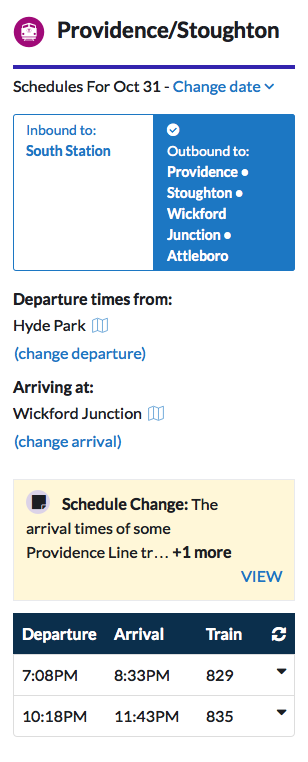 Providence/Stoughton
Schedules For Oct 31 - Change date
Inbound to:
South Station
Outbound to:
Providence •
Stoughton •
Wickford
Junction •
Attleboro
Departure times from:
Hyde Park
(change departure)
Arriving at:
Wickford Junction
(change arrival)
Schedule Change: The
arrival times of some
Providence Line tr… +1 more
VIEW
Departure Arrival Train
7:08PM 8:33PM 829
10:18PM 11:43PM 835